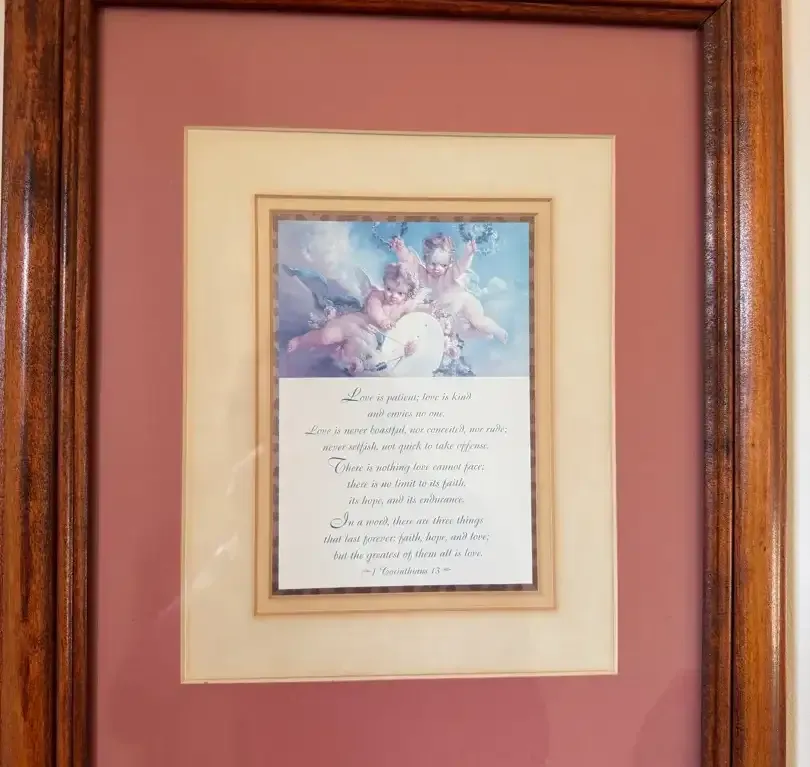 Love is patient; love is kind
and envies no one.
Love is never boastful, nor conceited, nor rude;
never selfish, not quick to take offense.
There is nothing love cannot face;
there is no limit to its faith,
its hope, and its endurance.
In a word, there are three things
that last forever: faith, hope, and love;
but the greatest of them all is love.
~1 Corinthians 13~